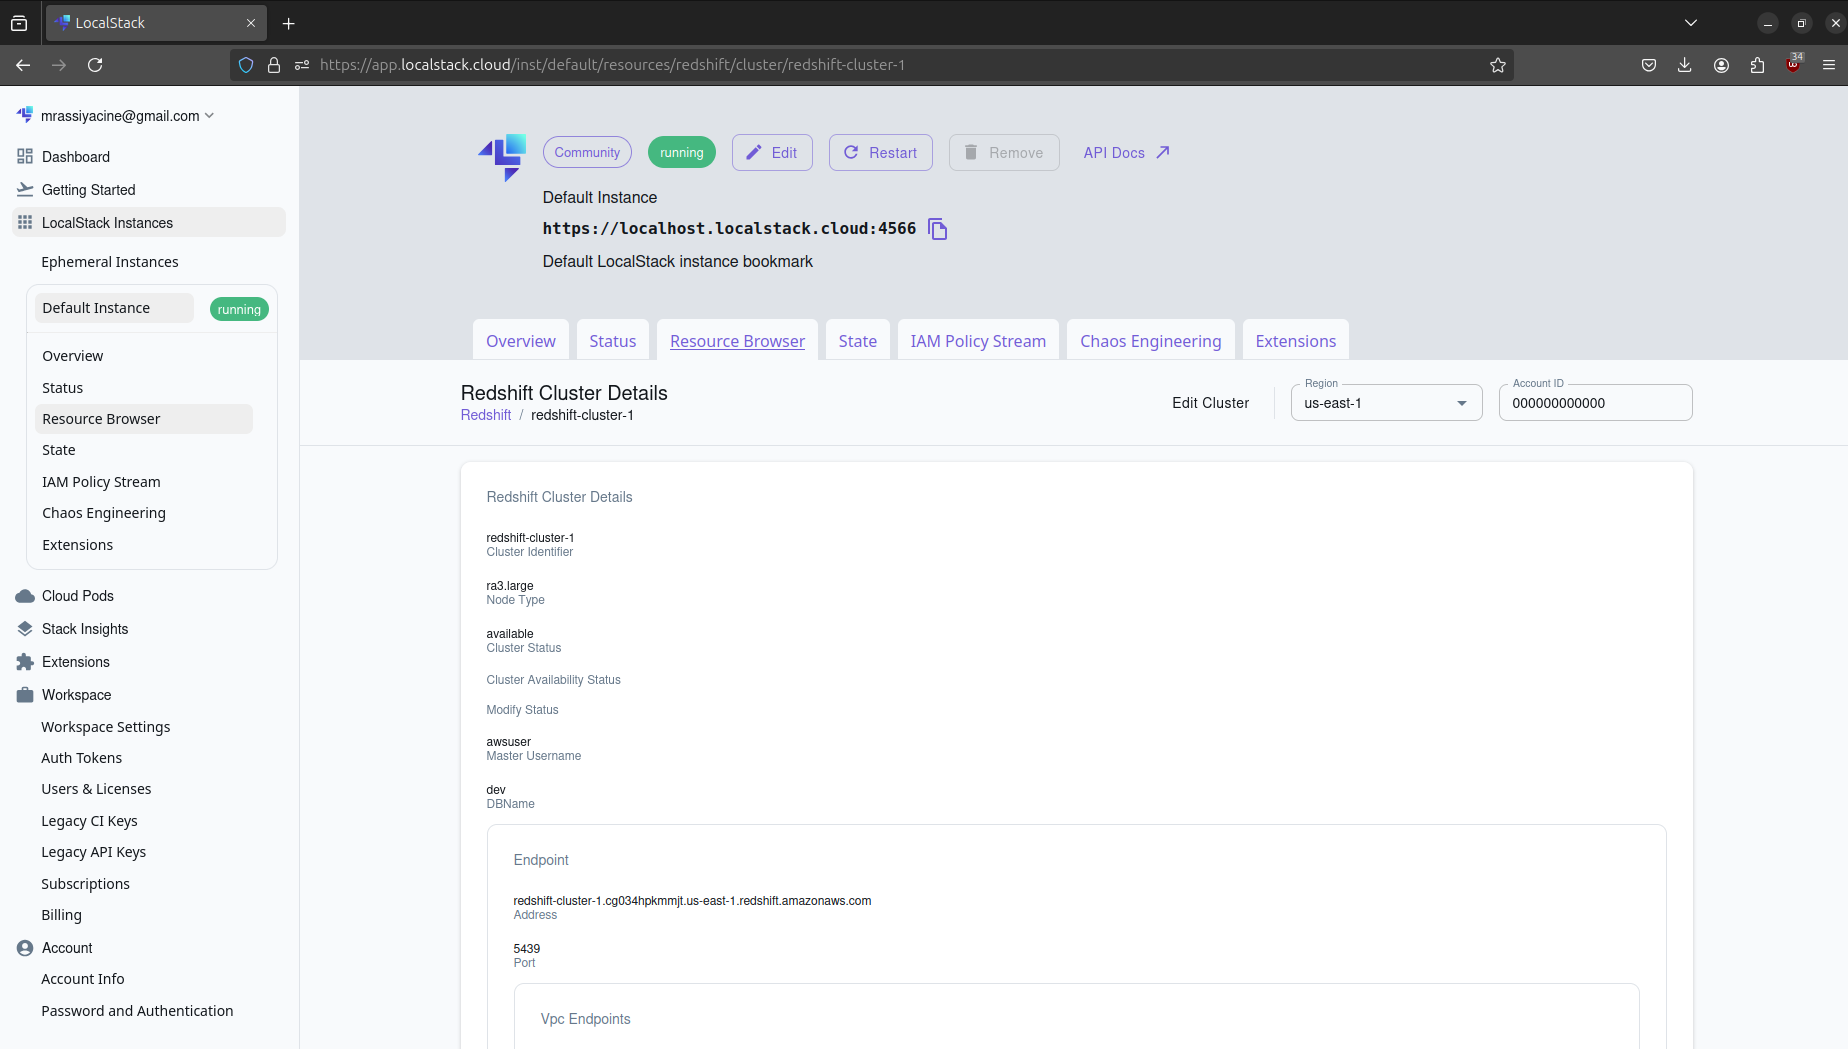 LocalStack
https://app.localstack.cloud/inst/default/resources/redshift/cluster/redshift-cluster-1
34
mrassiyacine@gmail.com
Dashboard
Getting Started
LocalStack Instances
Ephemeral Instances
Default Instance running
Overview
Status
Resource Browser
State
IAM Policy Stream
Chaos Engineering
Extensions
Cloud Pods
Stack Insights
Extensions
Workspace
Workspace Settings
Auth Tokens
Users & Licenses
Legacy CI Keys
Legacy API Keys
Subscriptions
Billing
Account
Account Info
Password and Authentication
Community running Edit Restart Remove API Docs
Default Instance
https://localhost.localstack.cloud:4566
Default LocalStack instance bookmark
Overview Status Resource Browser State IAM Policy Stream Chaos Engineering Extensions
Redshift Cluster Details
Redshift / redshift-cluster-1
Edit Cluster
Region
us-east-1
Account ID
000000000000
Redshift Cluster Details
redshift-cluster-1
Cluster Identifier
ra3.large
Node Type
available
Cluster Status
Cluster Availability Status
Modify Status
awsuser
Master Username
dev
DBName
Endpoint
redshift-cluster-1.cg034hpkmmjt.us-east-1.redshift.amazonaws.com
Address
5439
Port
Vpc Endpoints